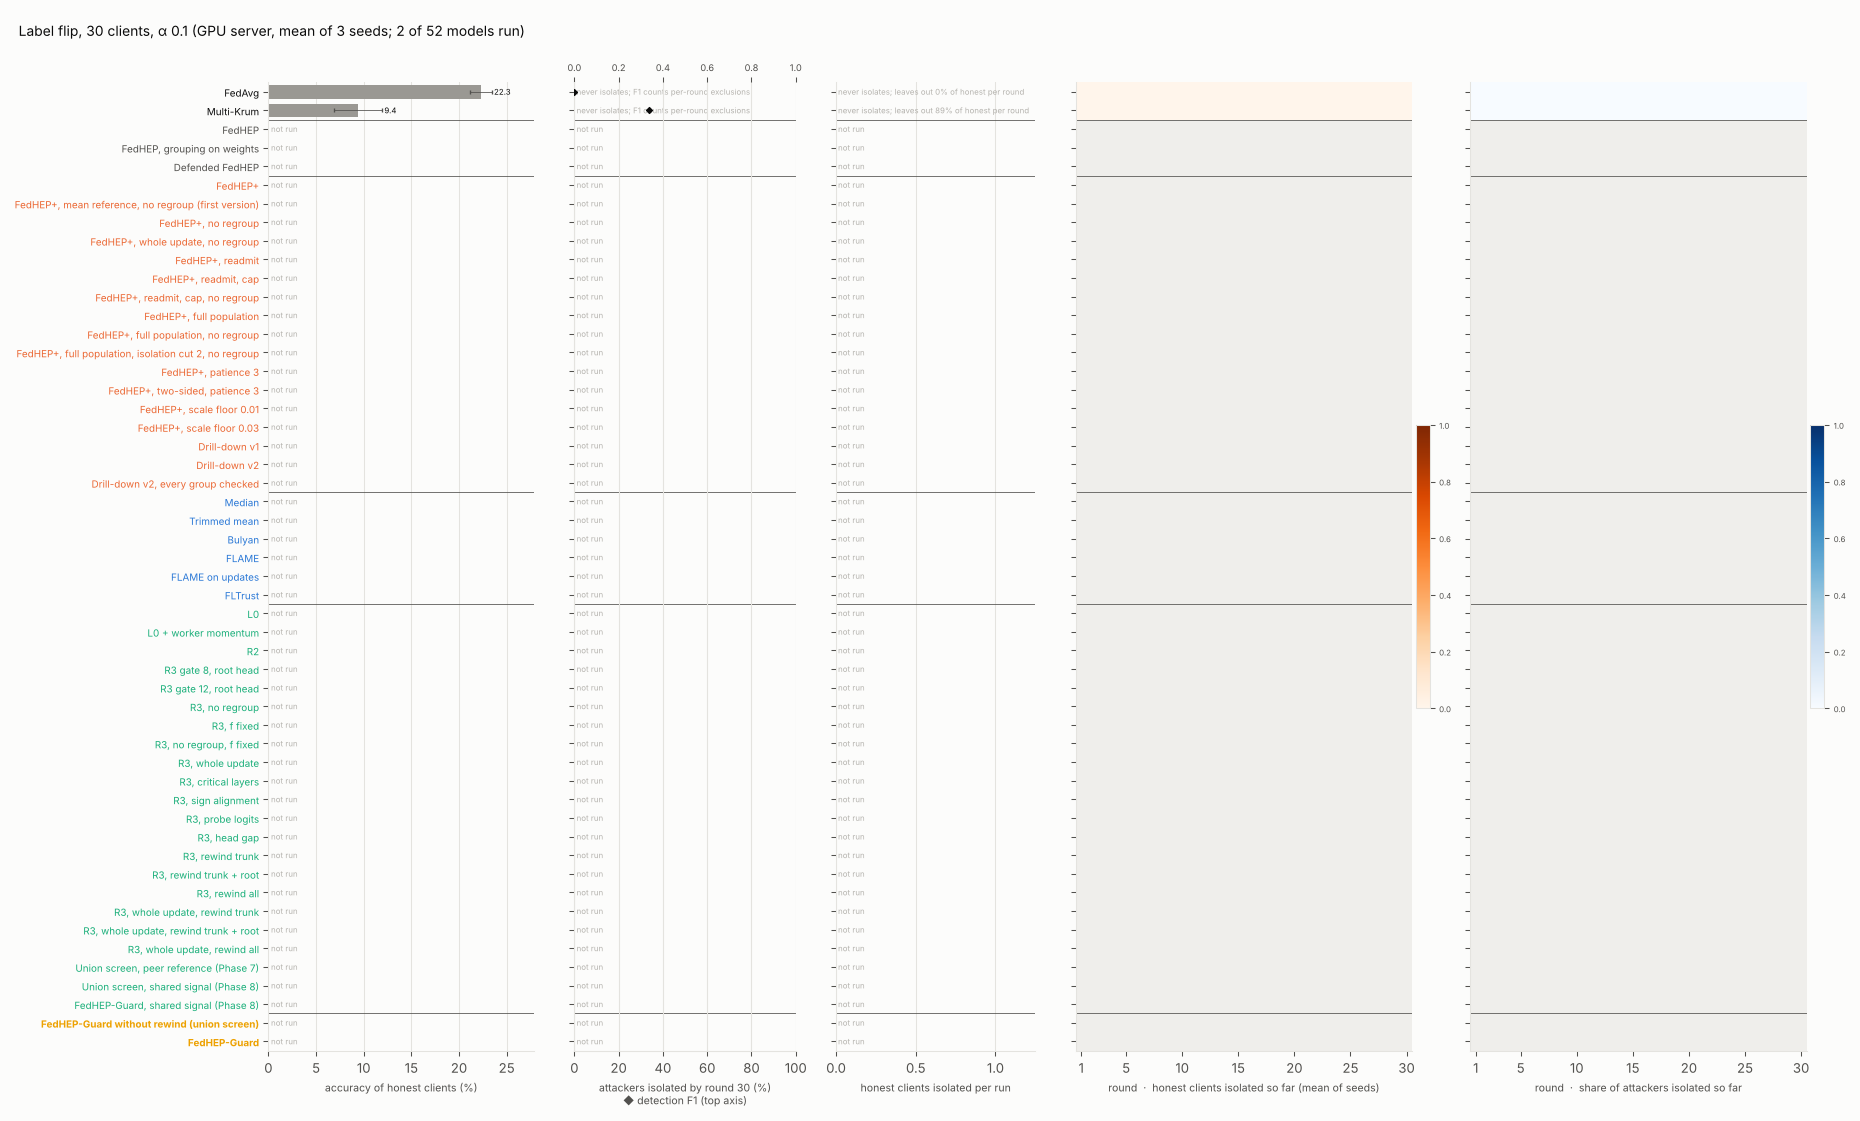 Label flip, 30 clients, α 0.1 (GPU server, mean of 3 seeds; 2 of 52 models run)
0.0 0.2 0.4 0.6 0.8 1.0
FedAvg 22.3 never isolates; F1 counts per-round exclusions never isolates; leaves out 0% of honest per round
Multi-Krum 9.4 never isolates; F1 counts per-round exclusions never isolates; leaves out 89% of honest per round
FedHEP not run not run not run
FedHEP, grouping on weights not run not run not run
Defended FedHEP not run not run not run
FedHEP+ not run not run not run
FedHEP+, mean reference, no regroup (first version) not run not run not run
FedHEP+, no regroup not run not run not run
FedHEP+, whole update, no regroup not run not run not run
FedHEP+, readmit not run not run not run
FedHEP+, readmit, cap not run not run not run
FedHEP+, readmit, cap, no regroup not run not run not run
FedHEP+, full population not run not run not run
FedHEP+, full population, no regroup not run not run not run
FedHEP+, full population, isolation cut 2, no regroup not run not run not run
FedHEP+, patience 3 not run not run not run
FedHEP+, two-sided, patience 3 not run not run not run
FedHEP+, scale floor 0.01 not run not run not run
FedHEP+, scale floor 0.03 not run not run not run
Drill-down v1 not run not run not run
Drill-down v2 not run not run not run
Drill-down v2, every group checked not run not run not run
Median not run not run not run
Trimmed mean not run not run not run
Bulyan not run not run not run
FLAME not run not run not run
FLAME on updates not run not run not run
FLTrust not run not run not run
L0 not run not run not run
L0 + worker momentum not run not run not run
R2 not run not run not run
R3 gate 8, root head not run not run not run
R3 gate 12, root head not run not run not run
R3, no regroup not run not run not run
R3, f fixed not run not run not run
R3, no regroup, f fixed not run not run not run
R3, whole update not run not run not run
R3, critical layers not run not run not run
R3, sign alignment not run not run not run
R3, probe logits not run not run not run
R3, head gap not run not run not run
R3, rewind trunk not run not run not run
R3, rewind trunk + root not run not run not run
R3, rewind all not run not run not run
R3, whole update, rewind trunk not run not run not run
R3, whole update, rewind trunk + root not run not run not run
R3, whole update, rewind all not run not run not run
Union screen, peer reference (Phase 7) not run not run not run
Union screen, shared signal (Phase 8) not run not run not run
FedHEP-Guard, shared signal (Phase 8) not run not run not run
FedHEP-Guard without rewind (union screen) not run not run not run
FedHEP-Guard not run not run not run
0 5 10 15 20 25
accuracy of honest clients (%)
0 20 40 60 80 100
attackers isolated by round 30 (%)
◆ detection F1 (top axis)
0.0 0.5 1.0
honest clients isolated per run
1 5 10 15 20 25 30
round · honest clients isolated so far (mean of seeds)
1.0
0.8
0.6
0.4
0.2
0.0
1 5 10 15 20 25 30
round · share of attackers isolated so far
1.0
0.8
0.6
0.4
0.2
0.0